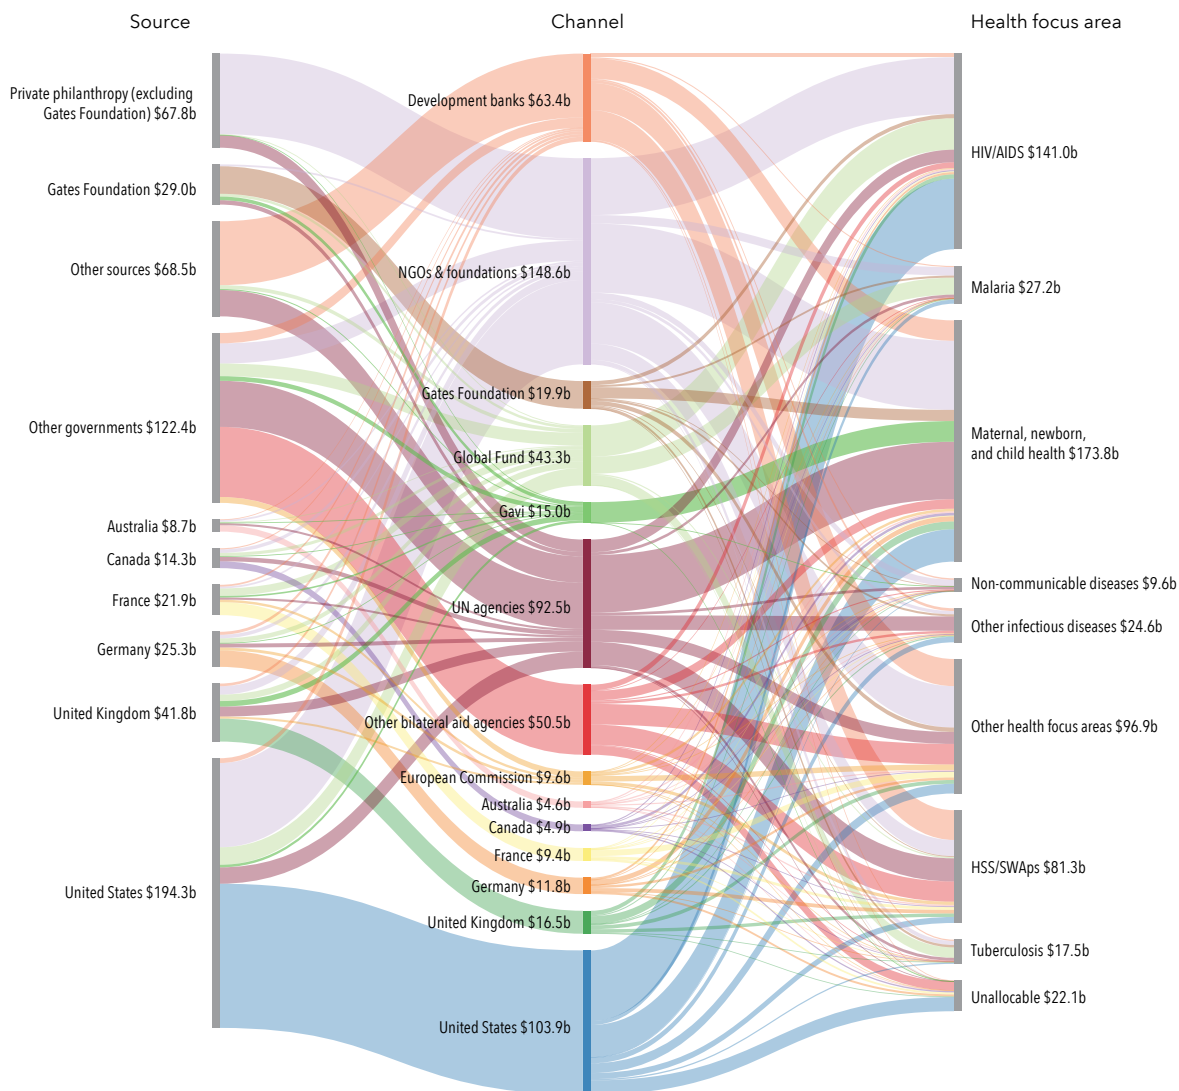 Source
Channel
Health focus area
Private philanthropy (excluding
Gates Foundation) $67.8b
Gates Foundation $29.0b
Other sources $68.5b
Other governments $122.4b
Australia $8.7b
Canada $14.3b
France $21.9b
Germany $25.3b
United Kingdom $41.8b
United States $194.3b
Development banks $63.4b
NGOs & foundations $148.6b
Gates Foundation $19.9b
Global Fund $43.3b
Gavi $15.0b
UN agencies $92.5b
Other bilateral aid agencies $50.5b
European Commission $9.6b
Australia $4.6b
Canada $4.9b
France $9.4b
Germany $11.8b
United Kingdom $16.5b
United States $103.9b
HIV/AIDS $141.0b
Malaria $27.2b
Maternal, newborn,
and child health $173.8b
Non-communicable diseases $9.6b
Other infectious diseases $24.6b
Other health focus areas $96.9b
HSS/SWAps $81.3b
Tuberculosis $17.5b
Unallocable $22.1b